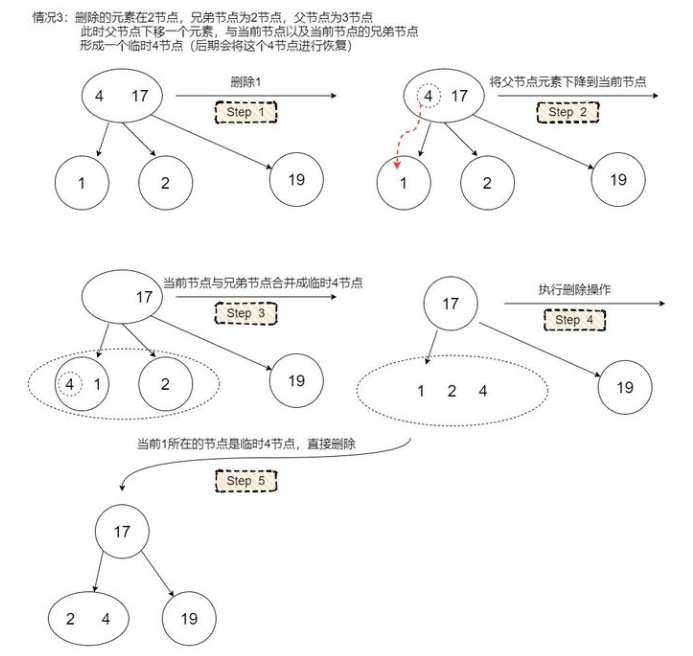 情况3：删除的元素在2节点，兄弟节点为2节点，父节点为3节点
此时父节点下移一个元素，与当前节点以及当前节点的兄弟节点
形成一个临时4节点（后期会将这个4节点进行恢复）
4 17
删除1
Step 1
1
2
19
4 17
将父节点元素下降到当前节点
Step 2
1
2
19
17
当前节点与兄弟节点合并成临时4节点
Step 3
4 1
2
19
17
执行删除操作
Step 4
1 2 4
19
当前1所在的节点是临时4节点，直接删除
Step 5
17
2 4
19